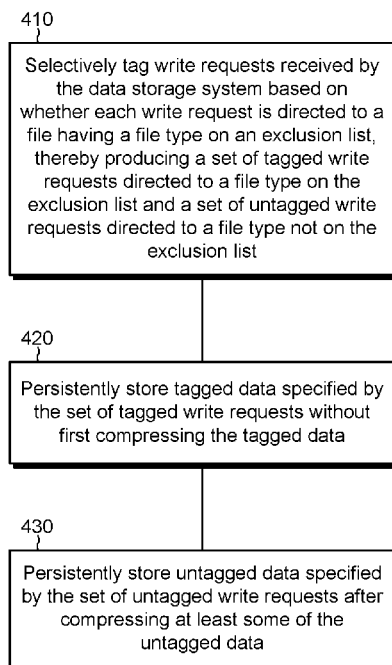 410
Selectively tag write requests received by
the data storage system based on
whether each write request is directed to a
file having a file type on an exclusion list,
thereby producing a set of tagged write
requests directed to a file type on the
exclusion list and a set of untagged write
requests directed to a file type not on the
exclusion list
420
Persistently store tagged data specified by
the set of tagged write requests without
first compressing the tagged data
430
Persistently store untagged data specified
by the set of untagged write requests after
compressing at least some of the
untagged data